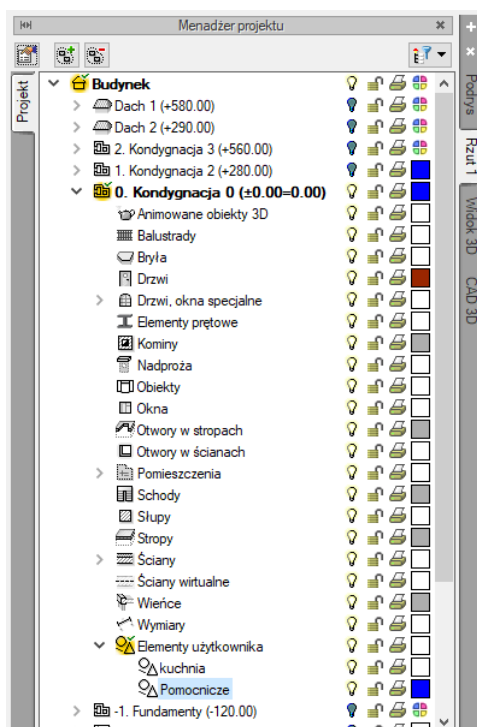 Menadżer projektu
Projekt
Budynek
Dach 1 (+580.00)
Dach 2 (+290.00)
2. Kondygnacja 3 (+560.00)
1. Kondygnacja 2 (+280.00)
0. Kondygnacja 0 (±0.00=0.00)
Animowane obiekty 3D
Balustrady
Bryła
Drzwi
Drzwi, okna specjalne
Elementy prętowe
Kominy
Nadproża
Obiekty
Okna
Otwory w stropach
Otwory w ścianach
Pomieszczenia
Schody
Słupy
Stropy
Ściany
Ściany wirtualne
Wieńce
Wymiary
Elementy użytkownika
kuchnia
Pomocnicze
-1. Fundamenty (-120.00)
Podrys
Rzut 1
Widok 3D
CAD 3D